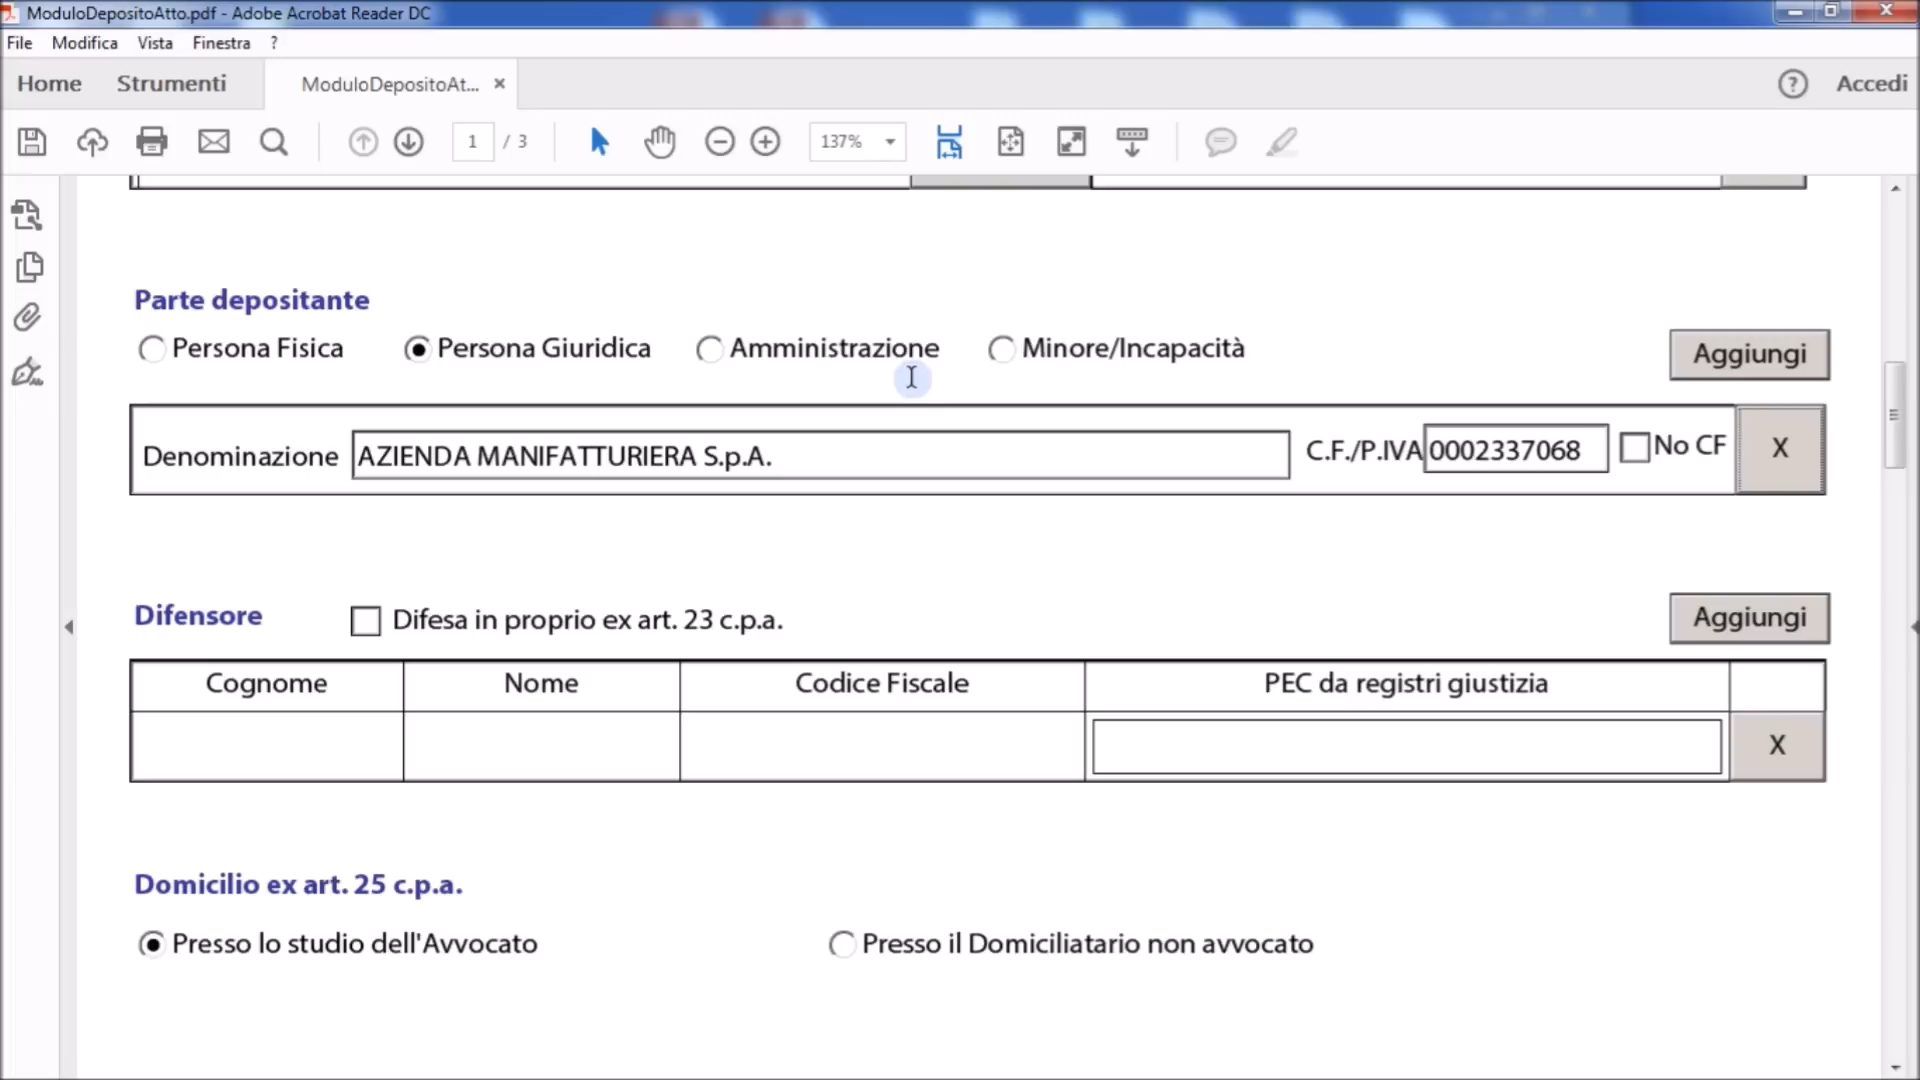 ModuloDepositoAtto.pdf - Adobe Acrobat Reader DC
File Modifica Vista Finestra ?
Home Strumenti ModuloDepositoAt... × ? Accedi
1 / 3 137%
Parte depositante
Persona Fisica Persona Giuridica Amministrazione Minore/Incapacità Aggiungi
Denominazione AZIENDA MANIFATTURIERA S.p.A. C.F./P.IVA 0002337068 No CF X
Difensore Difesa in proprio ex art. 23 c.p.a. Aggiungi
Cognome Nome Codice Fiscale PEC da registri giustizia
X
Domicilio ex art. 25 c.p.a.
Presso lo studio dell'Avvocato Presso il Domiciliatario non avvocato